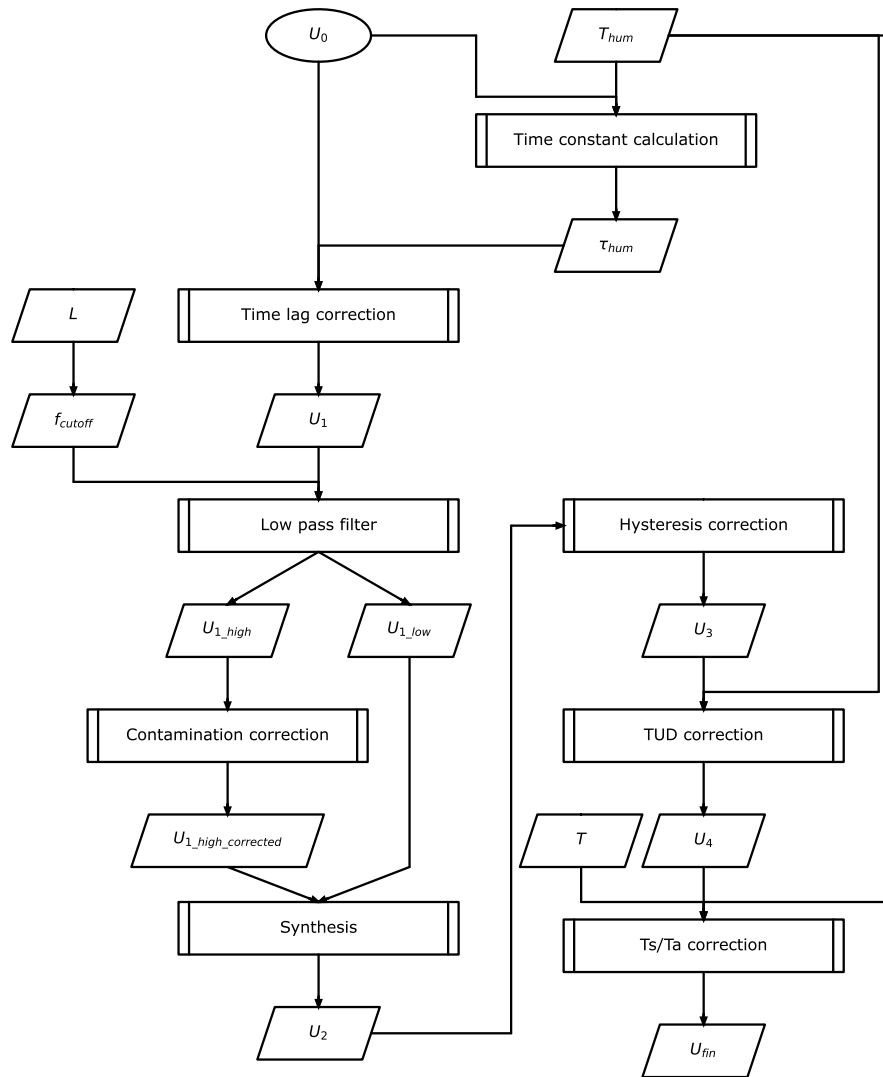 U0
Thum
Time constant calculation
τhum
L
Time lag correction
fcutoff
U1
Low pass filter
Hysteresis correction
U1_high
U1_low
U3
Contamination correction
TUD correction
U1_high_corrected
T
U4
Synthesis
Ts/Ta correction
U2
Ufin